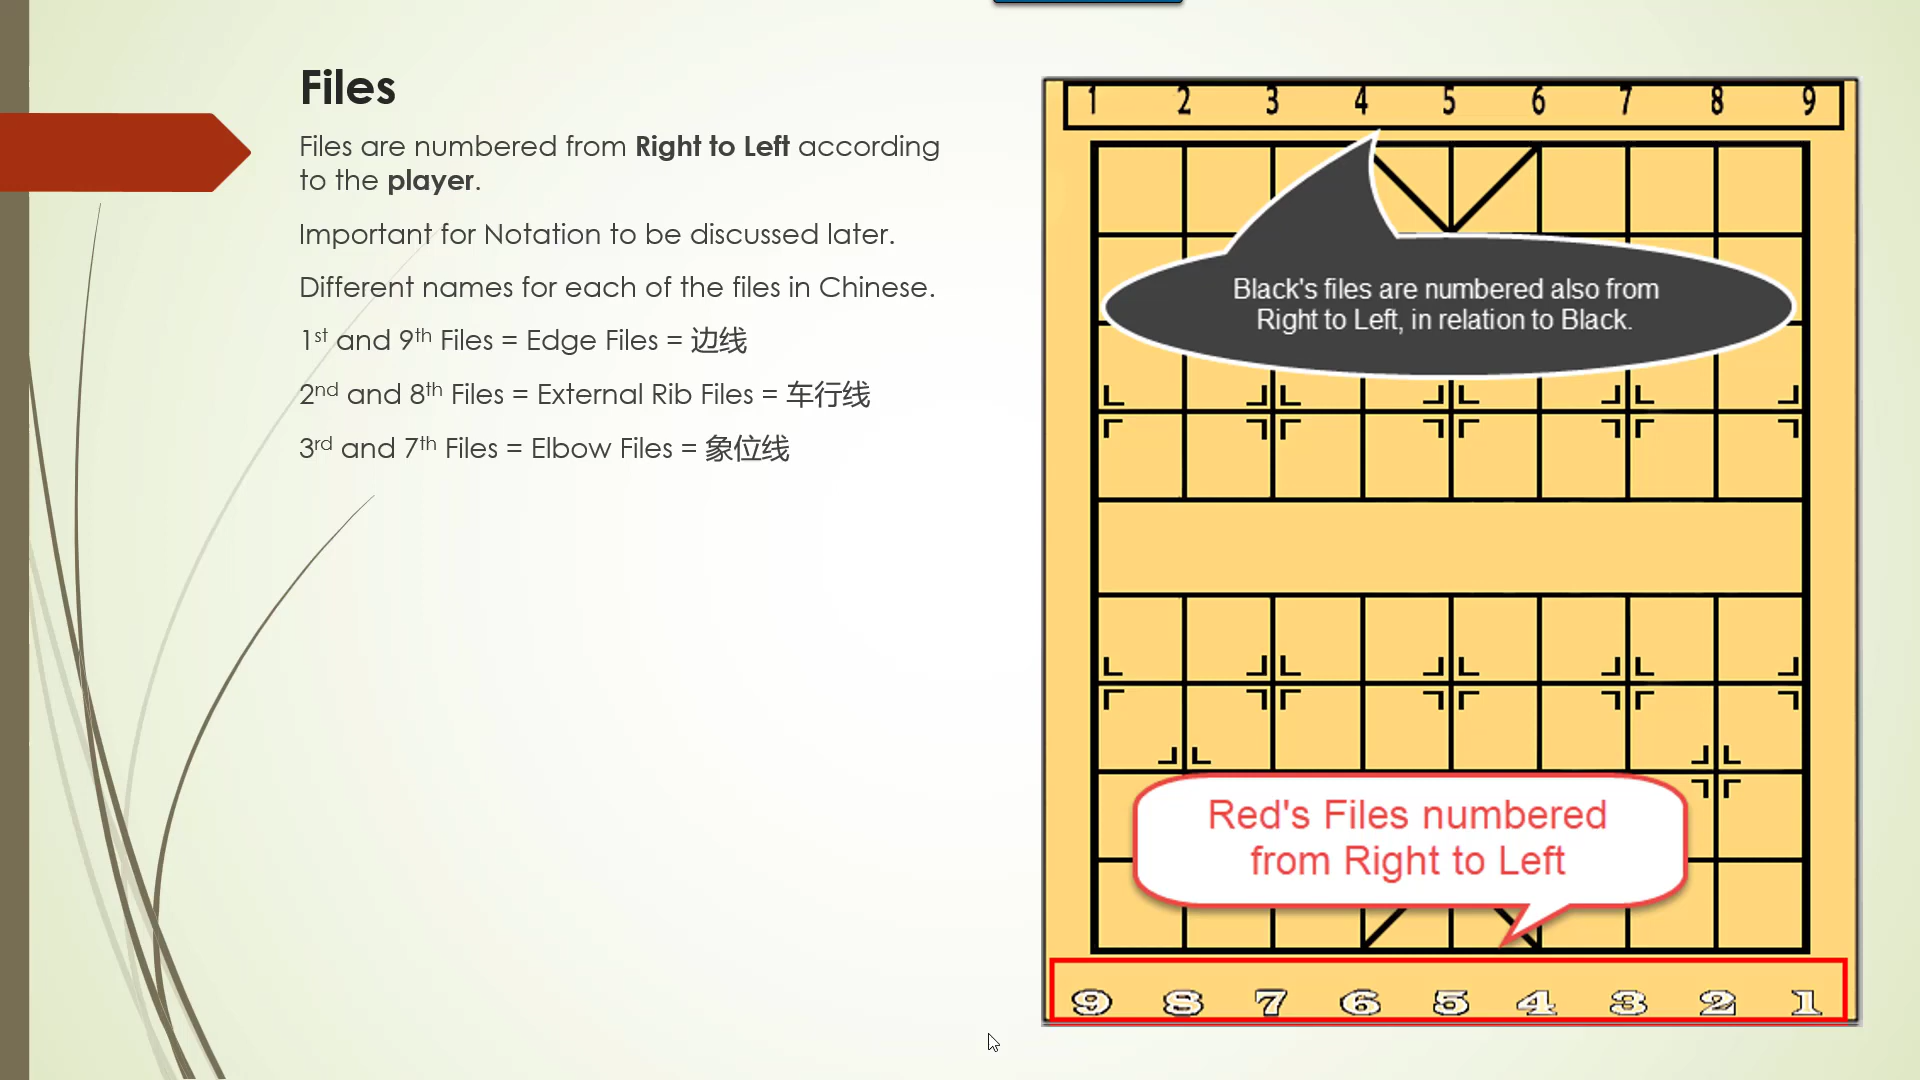 Files
Files are numbered from Right to Left according
to the player.
Important for Notation to be discussed later.
Different names for each of the files in Chinese.
1st and 9th Files = Edge Files = 边线
2nd and 8th Files = External Rib Files = 车行线
3rd and 7th Files = Elbow Files = 象位线
1 2 3 4 5 6 7 8 9
Black's files are numbered also from
Right to Left, in relation to Black.
Red's Files numbered
from Right to Left
9 8 7 6 5 4 3 2 1